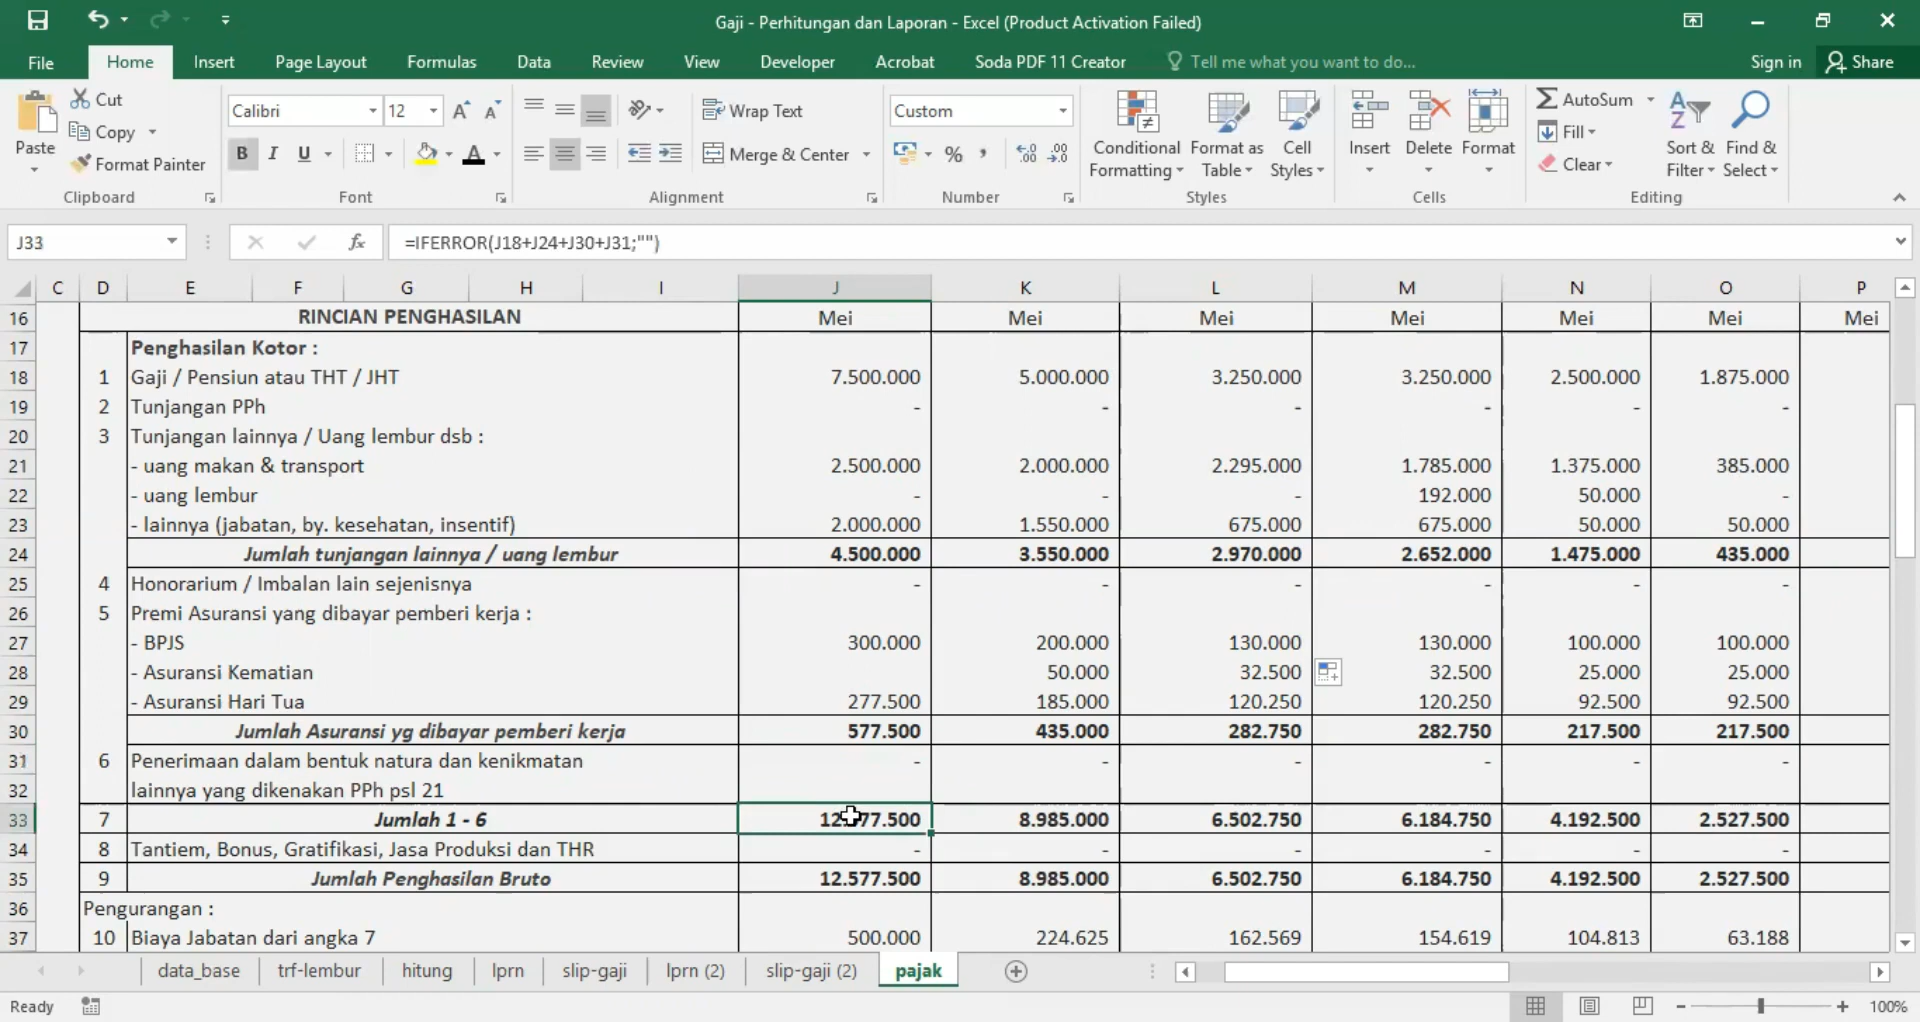 Gaji - Perhitungan dan Laporan - Excel (Product Activation Failed)
File Home Insert Page Layout Formulas Data Review View Developer Acrobat Soda PDF 11 Creator Tell me what you want to do... Sign in Share
Paste Cut Copy Format Painter Clipboard
Calibri 12 B I U A Font
Wrap Text Merge & Center Alignment
Custom % Number
Conditional Formatting Format as Table Cell Styles Styles
Insert Delete Format Cells
AutoSum Fill Clear Sort & Filter Find & Select Editing
J33 fx =IFERROR(J18+J24+J30+J31;"")
C D E F G H I J K L M N O P
16 RINCIAN PENGHASILAN Mei Mei Mei Mei Mei Mei Mei
17 Penghasilan Kotor :
18 1 Gaji / Pensiun atau THT / JHT 7.500.000 5.000.000 3.250.000 3.250.000 2.500.000 1.875.000
19 2 Tunjangan PPh - - - - - -
20 3 Tunjangan lainnya / Uang lembur dsb :
21 - uang makan & transport 2.500.000 2.000.000 2.295.000 1.785.000 1.375.000 385.000
22 - uang lembur - - - 192.000 50.000 -
23 - lainnya (jabatan, by. kesehatan, insentif) 2.000.000 1.550.000 675.000 675.000 50.000 50.000
24 Jumlah tunjangan lainnya / uang lembur 4.500.000 3.550.000 2.970.000 2.652.000 1.475.000 435.000
25 4 Honorarium / Imbalan lain sejenisnya - - - - - -
26 5 Premi Asuransi yang dibayar pemberi kerja :
27 - BPJS 300.000 200.000 130.000 130.000 100.000 100.000
28 - Asuransi Kematian 50.000 32.500 32.500 25.000 25.000
29 - Asuransi Hari Tua 277.500 185.000 120.250 120.250 92.500 92.500
30 Jumlah Asuransi yg dibayar pemberi kerja 577.500 435.000 282.750 282.750 217.500 217.500
31 6 Penerimaan dalam bentuk natura dan kenikmatan - - - - - -
32 lainnya yang dikenakan PPh psl 21
33 7 Jumlah 1 - 6 12.577.500 8.985.000 6.502.750 6.184.750 4.192.500 2.527.500
34 8 Tantiem, Bonus, Gratifikasi, Jasa Produksi dan THR - - - - - -
35 9 Jumlah Penghasilan Bruto 12.577.500 8.985.000 6.502.750 6.184.750 4.192.500 2.527.500
36 Pengurangan :
37 10 Biaya Jabatan dari angka 7 500.000 224.625 162.569 154.619 104.813 63.188
data_base trf-lembur hitung lprn slip-gaji lprn (2) slip-gaji (2) pajak
Ready 100%